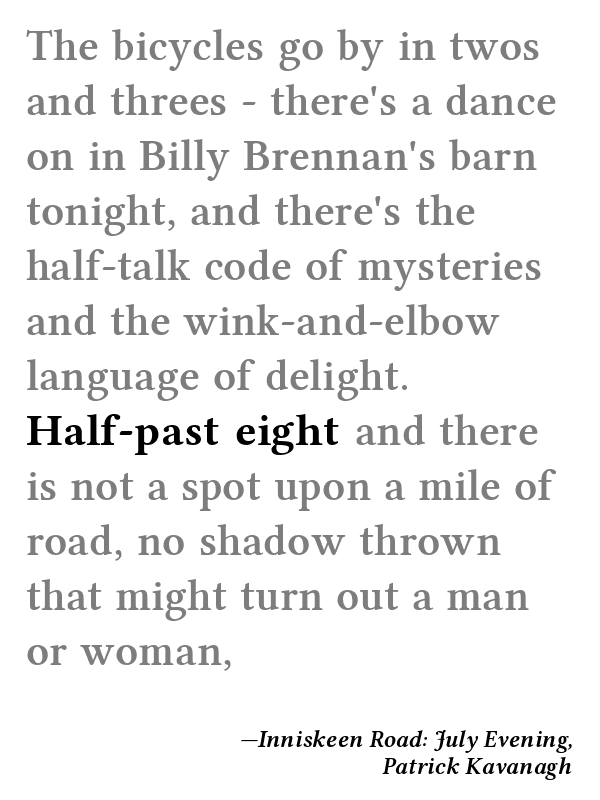 The bicycles go by in twos
and threes - there's a dance
on in Billy Brennan's barn
tonight, and there's the
half-talk code of mysteries
and the wink-and-elbow
language of delight.
Half-past eight and there
is not a spot upon a mile of
road, no shadow thrown
that might turn out a man
or woman,
—Inniskeen Road: July Evening,
Patrick Kavanagh